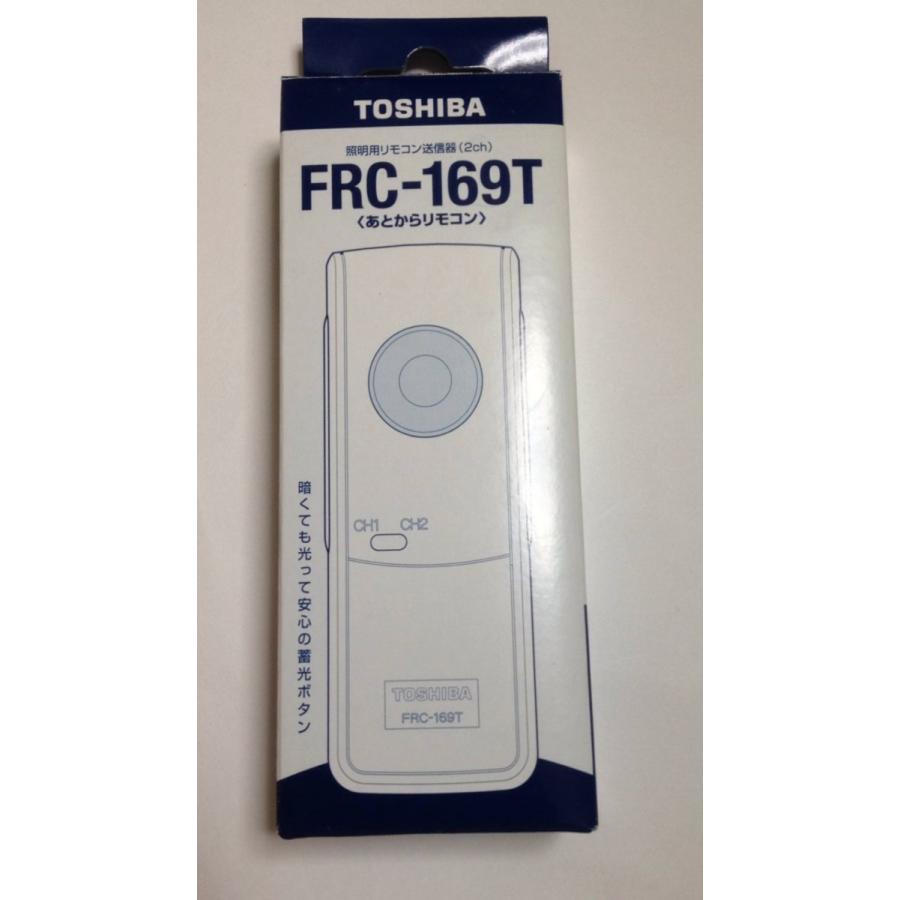 TOSHIBA
照明用リモコン送信器(2ch)
FRC-169T
〈あとからリモコン〉
CH1 CH2
暗くても光って安心の蓄光ボタン
TOSHIBA
FRC-169T